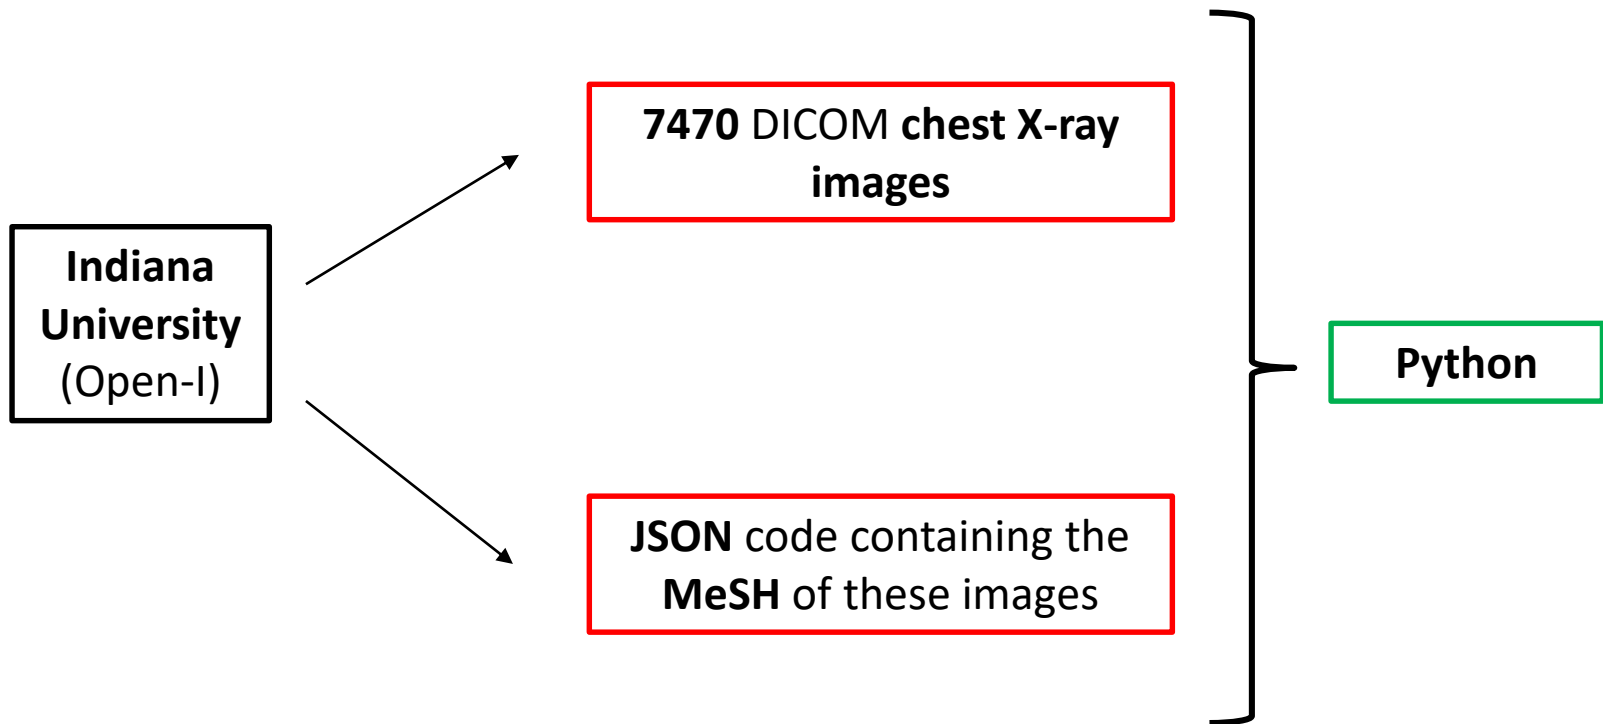 7470 DICOM chest X-ray
images
Indiana
University
(Open-I)
Python
JSON code containing the
MeSH of these images